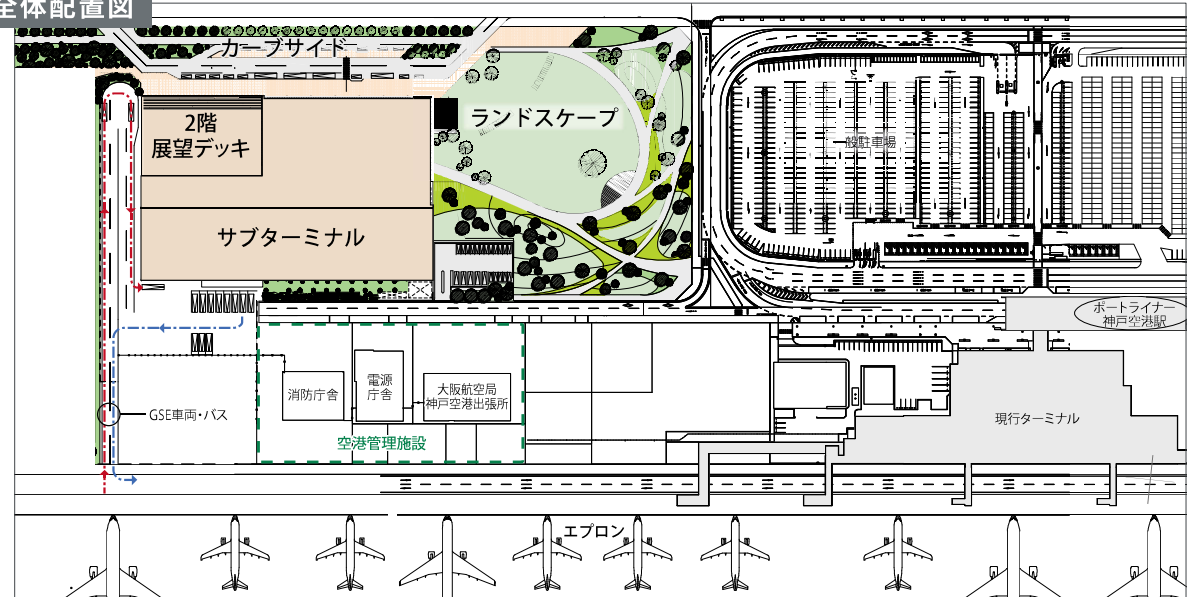 全体配置図
カーブサイド
2階
展望デッキ
ランドスケープ
一般駐車場
サブターミナル
ポートライナー
神戸空港駅
消防庁舎
電源
庁舎
大阪航空局
神戸空港出張所
GSE車両・バス
現行ターミナル
空港管理施設
エプロン